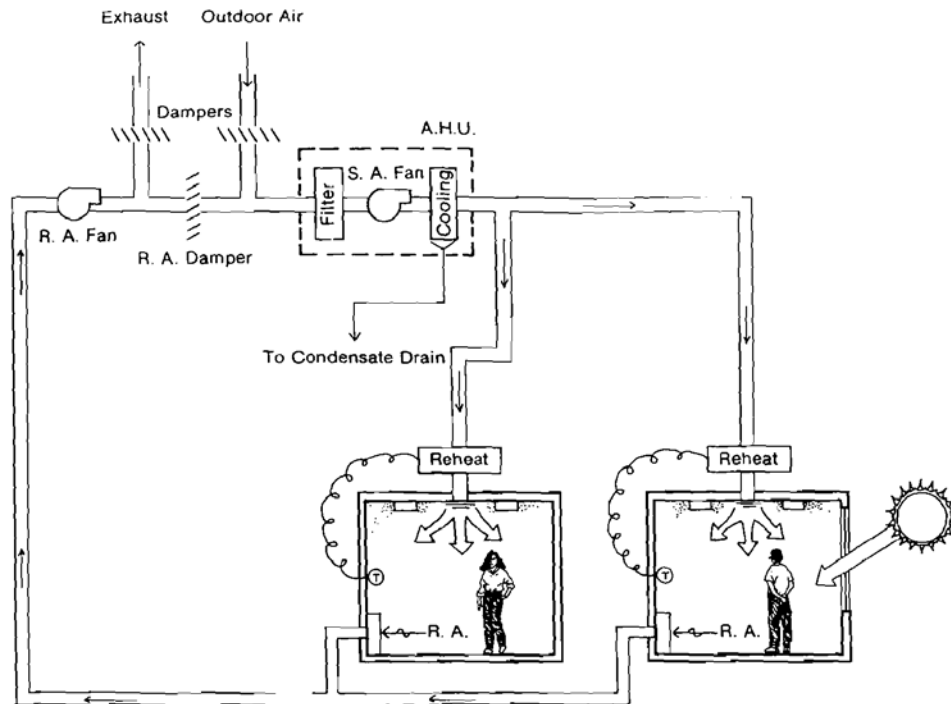 Exhaust
Outdoor Air
Dampers
A.H.U.
Filter
S. A. Fan
Cooling
R. A. Fan
R. A. Damper
To Condensate Drain
Reheat
Reheat
T
T
R. A.
R. A.